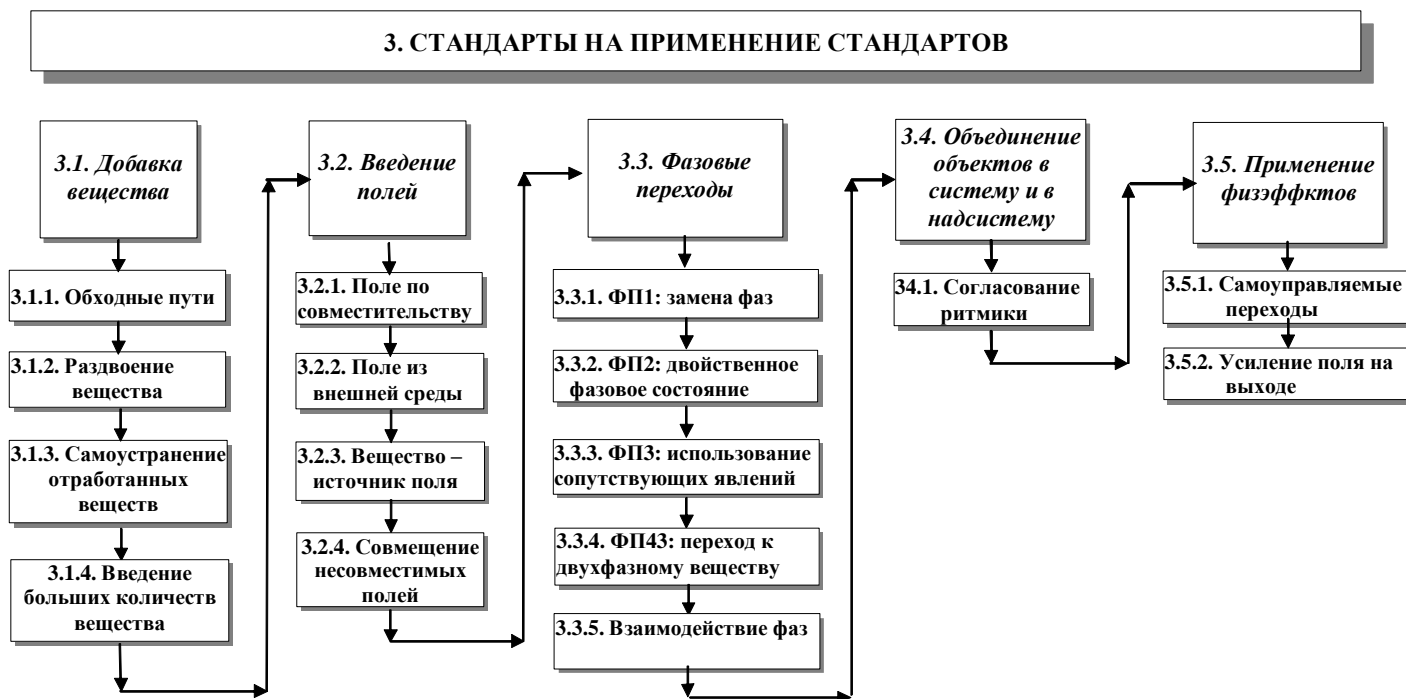 3. СТАНДАРТЫ НА ПРИМЕНЕНИЕ СТАНДАРТОВ
3.1. Добавка
вещества
3.1.1. Обходные пути
3.1.2. Раздвоение
вещества
3.1.3. Самоустранение
отработанных
веществ
3.1.4. Введение
больших количеств
вещества
3.2. Введение
полей
3.2.1. Поле по
совместительству
3.2.2. Поле из
внешней среды
3.2.3. Вещество –
источник поля
3.2.4. Совмещение
несовместимых
полей
3.3. Фазовые
переходы
3.3.1. ФП1: замена фаз
3.3.2. ФП2: двойственное
фазовое состояние
3.3.3. ФП3: использование
сопутствующих явлений
3.3.4. ФП43: переход к
двухфазному веществу
3.3.5. Взаимодействие фаз
3.4. Объединение
объектов в
систему и в
надсистему
34.1. Согласование
ритмики
3.5. Применение
физэффктов
3.5.1. Самоуправляемые
переходы
3.5.2. Усиление поля на
выходе